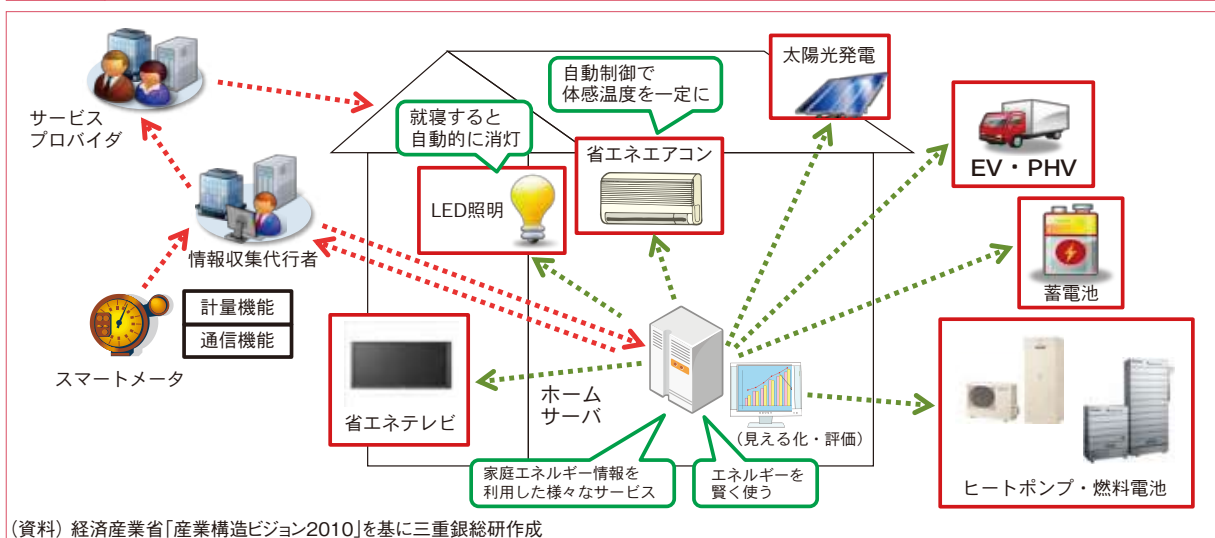 サービス
プロバイダ
情報収集代行者
計量機能
通信機能
スマートメータ
就寝すると
自動的に消灯
LED照明
自動制御で
体感温度を一定に
省エネエアコン
太陽光発電
EV・PHV
蓄電池
省エネテレビ
ホーム
サーバ
(見える化・評価)
家庭エネルギー情報を
利用した様々なサービス
エネルギーを
賢く使う
ヒートポンプ・燃料電池
(資料) 経済産業省「産業構造ビジョン2010」を基に三重銀総研作成